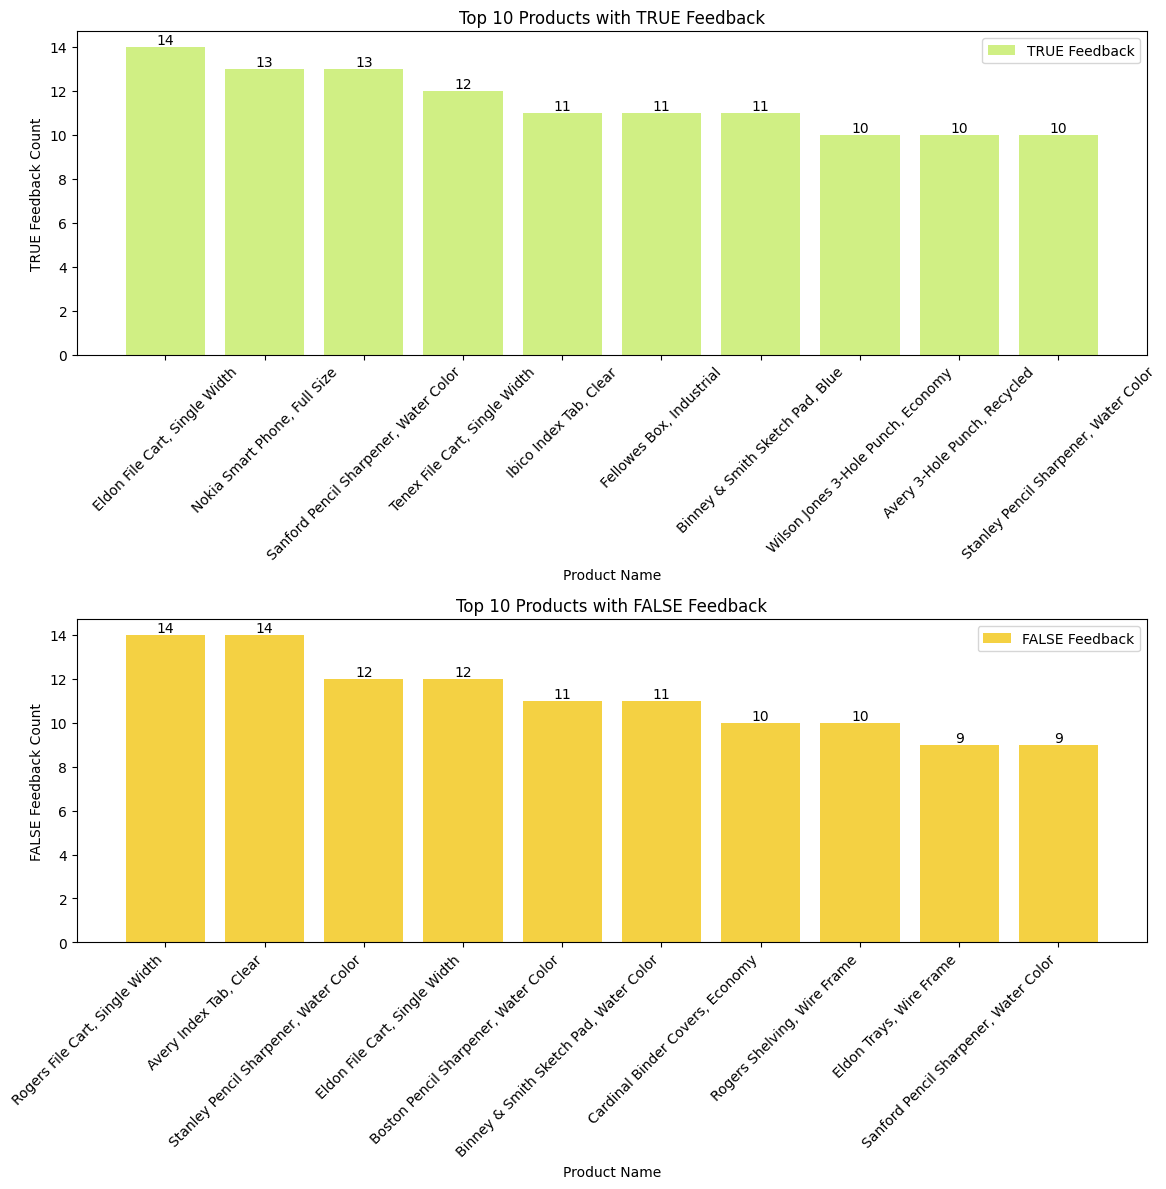 Top 10 Products with TRUE Feedback
TRUE Feedback
14
13
13
12
11
11
11
10
10
10
TRUE Feedback Count
14
12
10
8
6
4
2
0
Eldon File Cart, Single Width
Nokia Smart Phone, Full Size
Sanford Pencil Sharpener, Water Color
Tenex File Cart, Single Width
Ibico Index Tab, Clear
Fellowes Box, Industrial
Binney & Smith Sketch Pad, Blue
Wilson Jones 3-Hole Punch, Economy
Avery 3-Hole Punch, Recycled
Stanley Pencil Sharpener, Water Color
Product Name
Top 10 Products with FALSE Feedback
FALSE Feedback
14
14
12
12
11
11
10
10
9
9
FALSE Feedback Count
14
12
10
8
6
4
2
0
Rogers File Cart, Single Width
Avery Index Tab, Clear
Stanley Pencil Sharpener, Water Color
Eldon File Cart, Single Width
Boston Pencil Sharpener, Water Color
Binney & Smith Sketch Pad, Water Color
Cardinal Binder Covers, Economy
Rogers Shelving, Wire Frame
Eldon Trays, Wire Frame
Sanford Pencil Sharpener, Water Color
Product Name